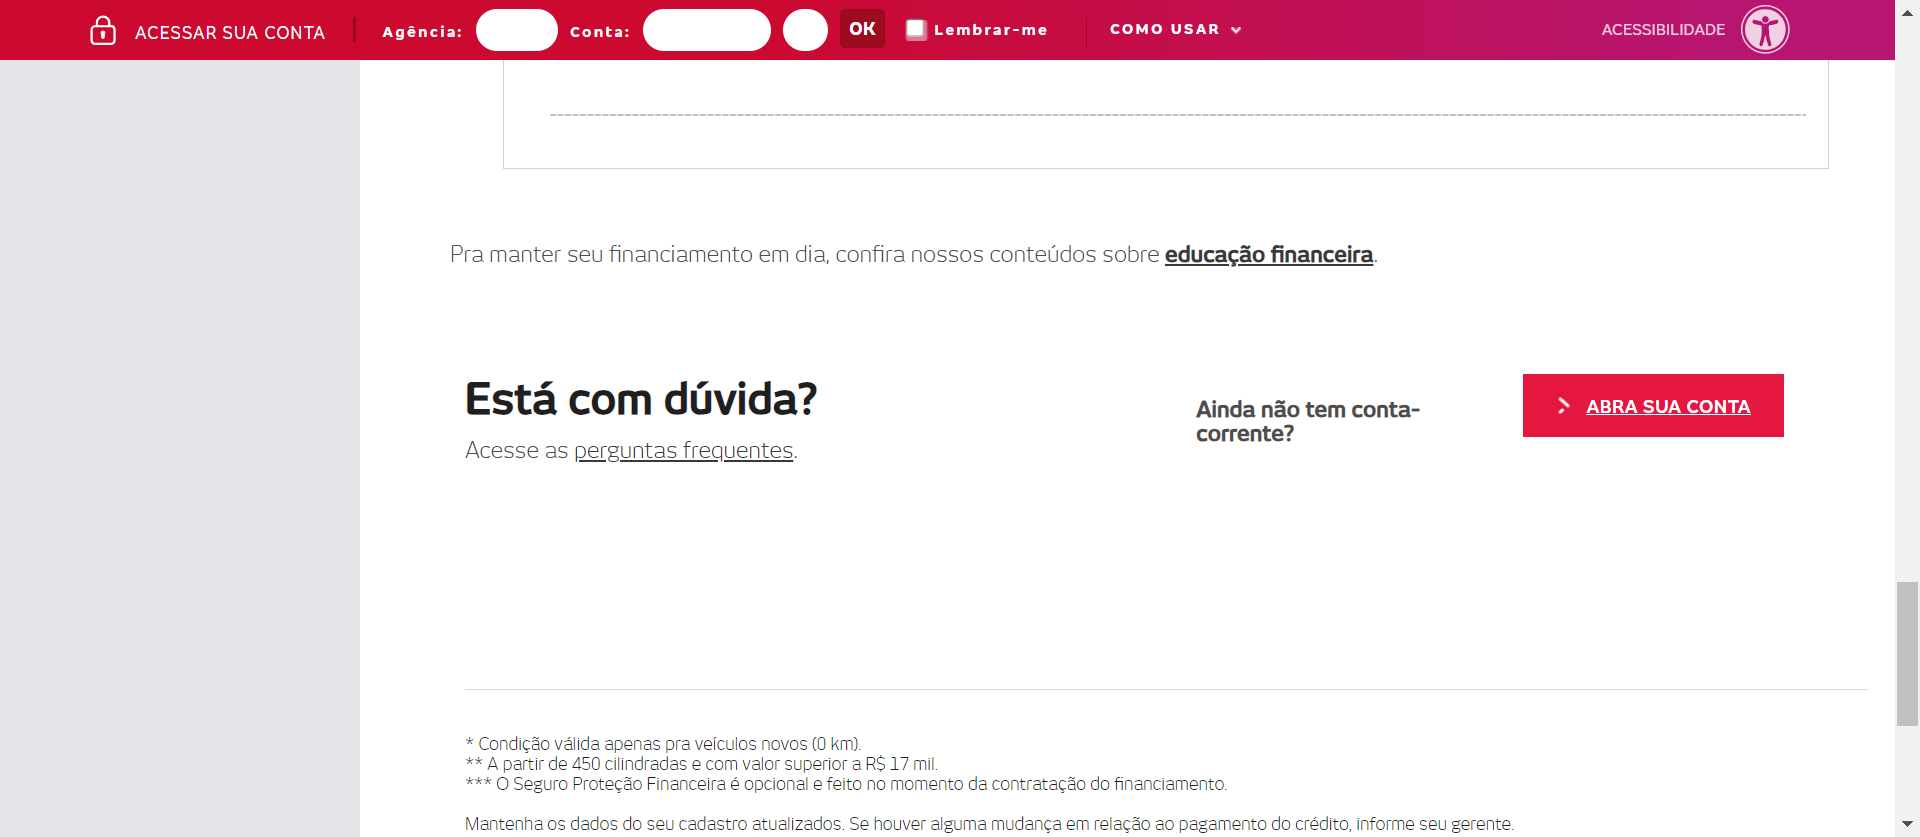 ACESSAR SUA CONTA Agência: Conta: OK Lembrar-me COMO USAR ACESSIBILIDADE
Pra manter seu financiamento em dia, confira nossos conteúdos sobre educação financeira.
Está com dúvida?
Acesse as perguntas frequentes.
Ainda não tem conta-
corrente?
ABRA SUA CONTA
* Condição válida apenas pra veículos novos (0 km).
** A partir de 450 cilindradas e com valor superior a R$ 17 mil.
*** O Seguro Proteção Financeira é opcional e feito no momento da contratação do financiamento.
Mantenha os dados do seu cadastro atualizados. Se houver alguma mudança em relação ao pagamento do crédito, informe seu gerente.